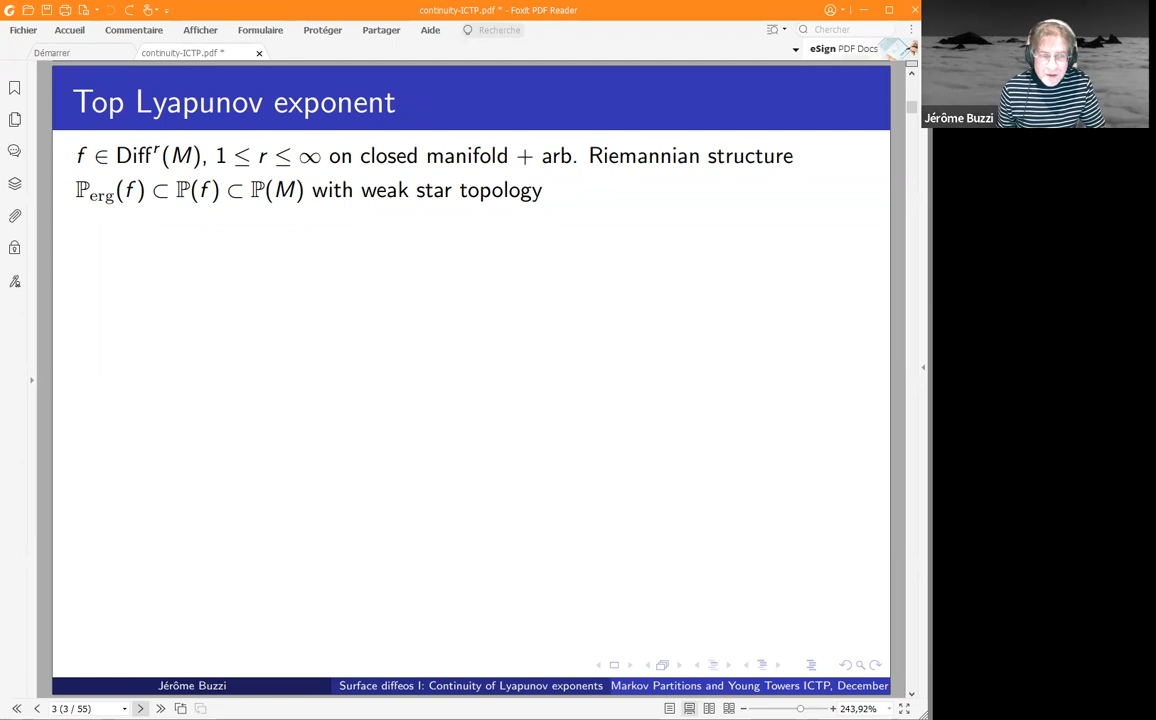 continuity-ICTP.pdf * - Foxit PDF Reader
Fichier Accueil Commentaire Afficher Formulaire Protéger Partager Aide Recherche Chercher
Démarrer continuity-ICTP.pdf * eSign PDF Docs
Top Lyapunov exponent
f ∈ Diffʳ(M), 1 ≤ r ≤ ∞ on closed manifold + arb. Riemannian structure
ℙerg(f) ⊂ ℙ(f) ⊂ ℙ(M) with weak star topology
Jérôme Buzzi
Jérôme Buzzi Surface diffeos I: Continuity of Lyapunov exponents Markov Partitions and Young Towers ICTP, December
3 (3 / 55) 243,92%